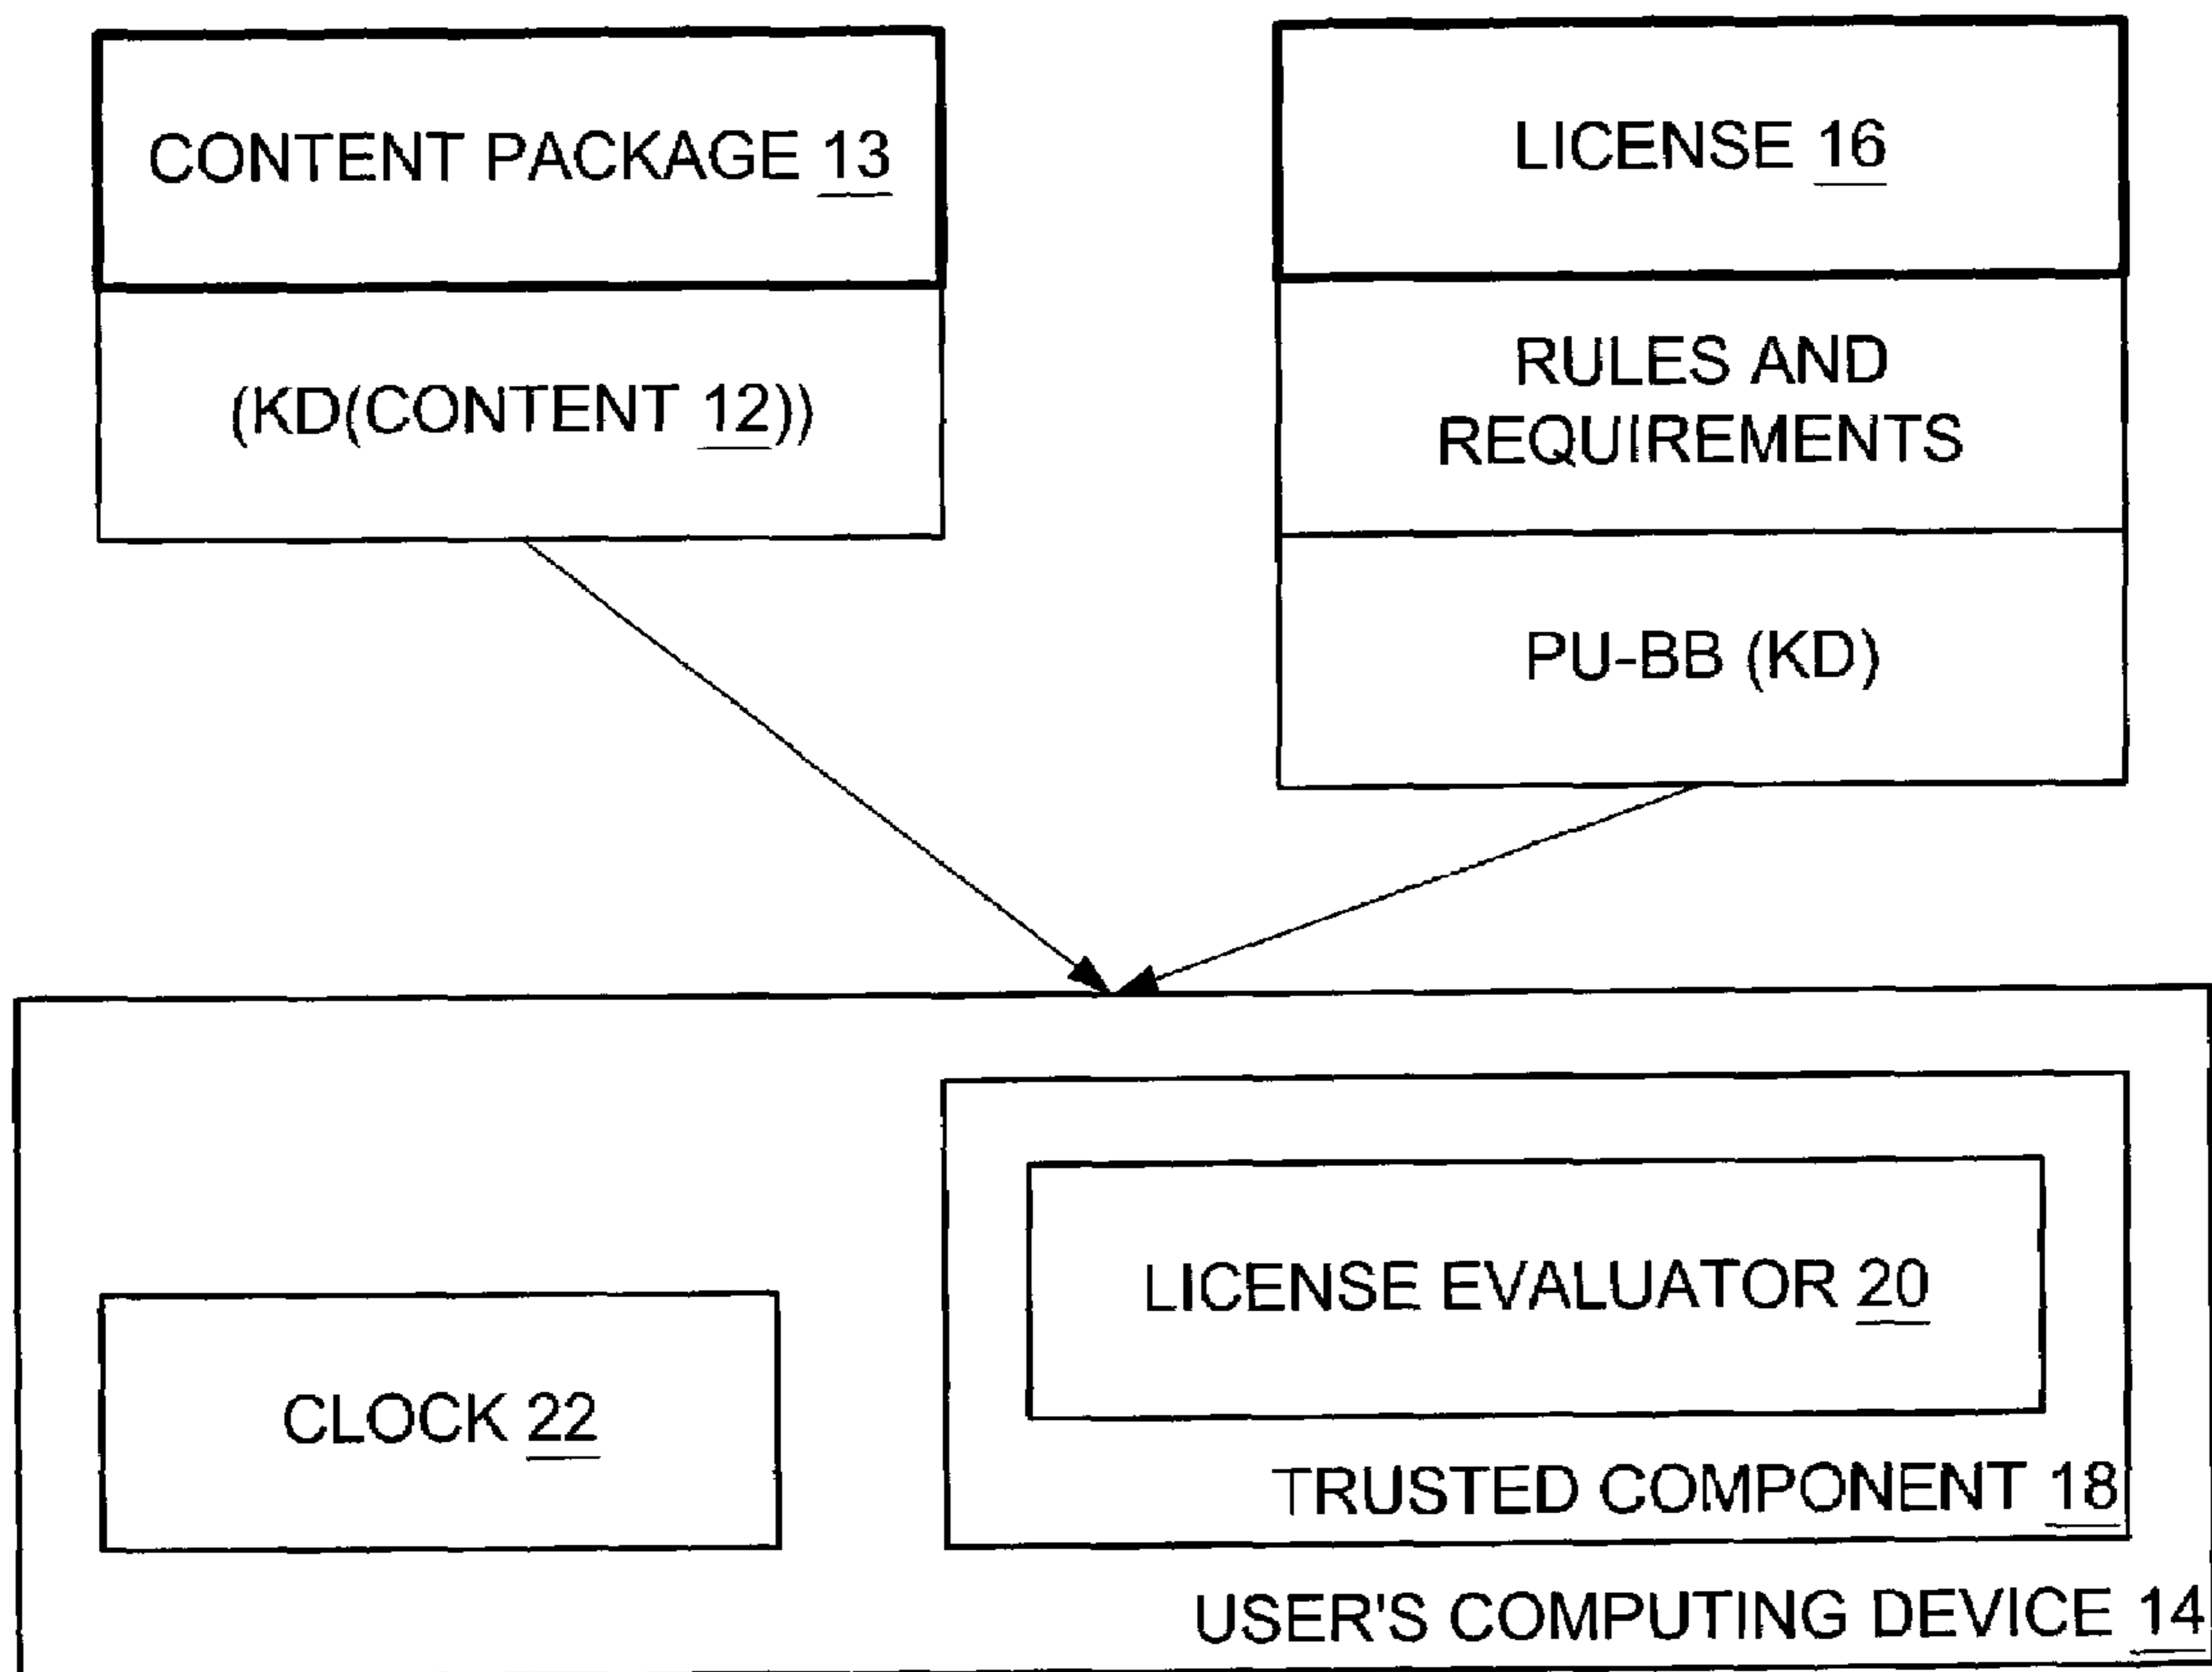 CONTENT PACKAGE 13
(KD(CONTENT 12))
LICENSE 16
RULES AND
REQUIREMENTS
PU-BB (KD)
LICENSE EVALUATOR 20
CLOCK 22
TRUSTED COMPONENT 18
USER'S COMPUTING DEVICE 14